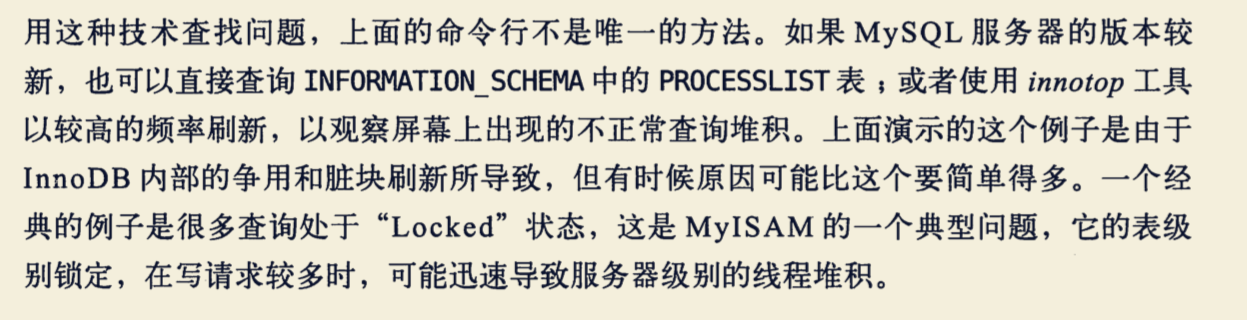 用这种技术查找问题，上面的命令行不是唯一的方法。如果 MySQL 服务器的版本较
新，也可以直接查询 INFORMATION_SCHEMA 中的 PROCESSLIST 表；或者使用 innotop 工具
以较高的频率刷新，以观察屏幕上出现的不正常查询堆积。上面演示的这个例子是由于
InnoDB 内部的争用和脏块刷新所导致，但有时候原因可能比这个要简单得多。一个经
典的例子是很多查询处于“Locked”状态，这是 MyISAM 的一个典型问题，它的表级
别锁定，在写请求较多时，可能迅速导致服务器级别的线程堆积。